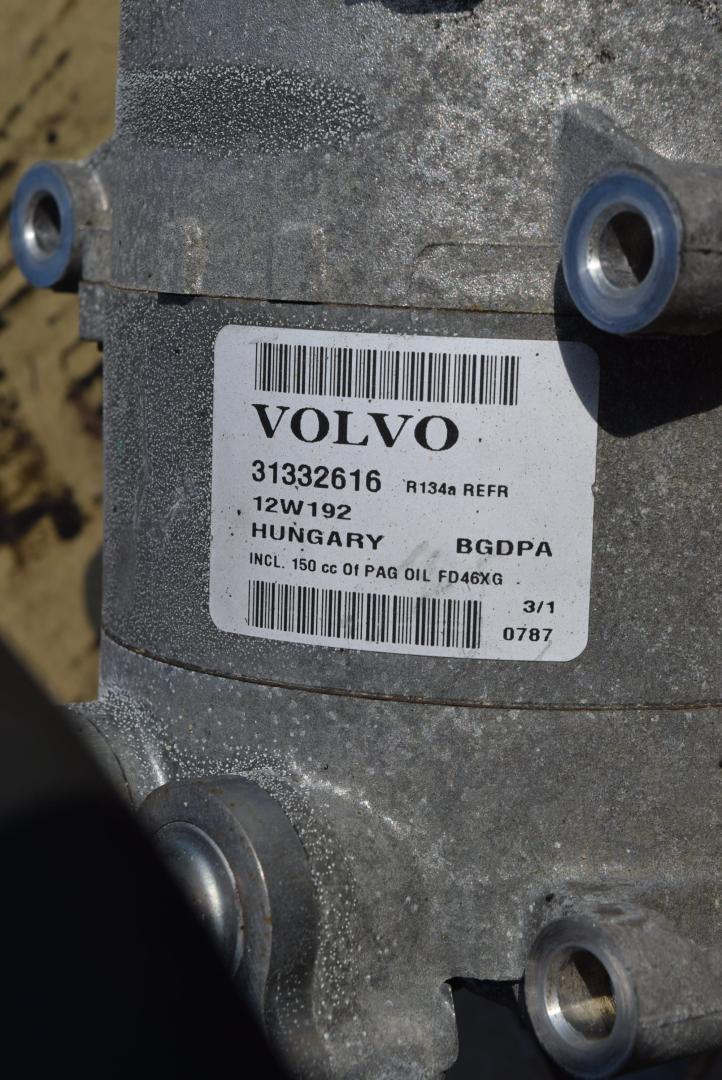 VOLVO
31332616 R134a REFR
12W192
HUNGARY BGDPA
INCL. 150 cc Of PAG OIL FD46XG
3/1
0787